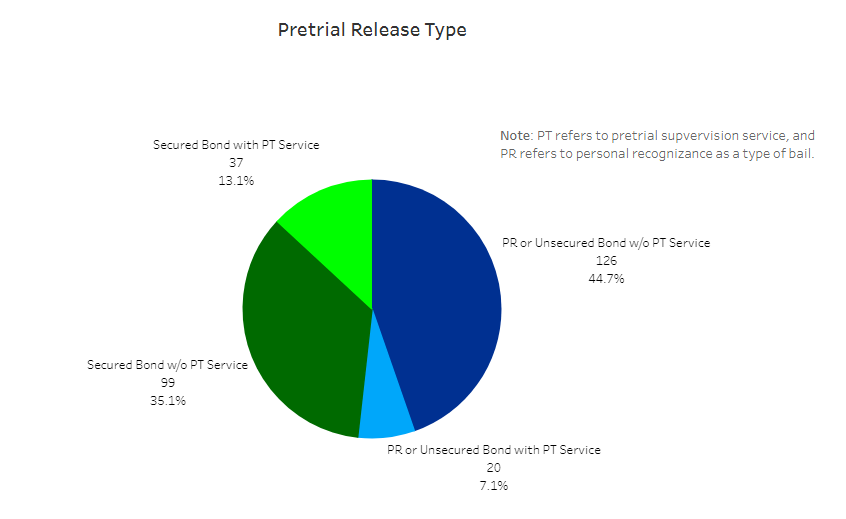 Pretrial Release Type
Note: PT refers to pretrial supvervision service, and
PR refers to personal recognizance as a type of bail.
Secured Bond with PT Service
37
13.1%
PR or Unsecured Bond w/o PT Service
126
44.7%
Secured Bond w/o PT Service
99
35.1%
PR or Unsecured Bond with PT Service
20
7.1%